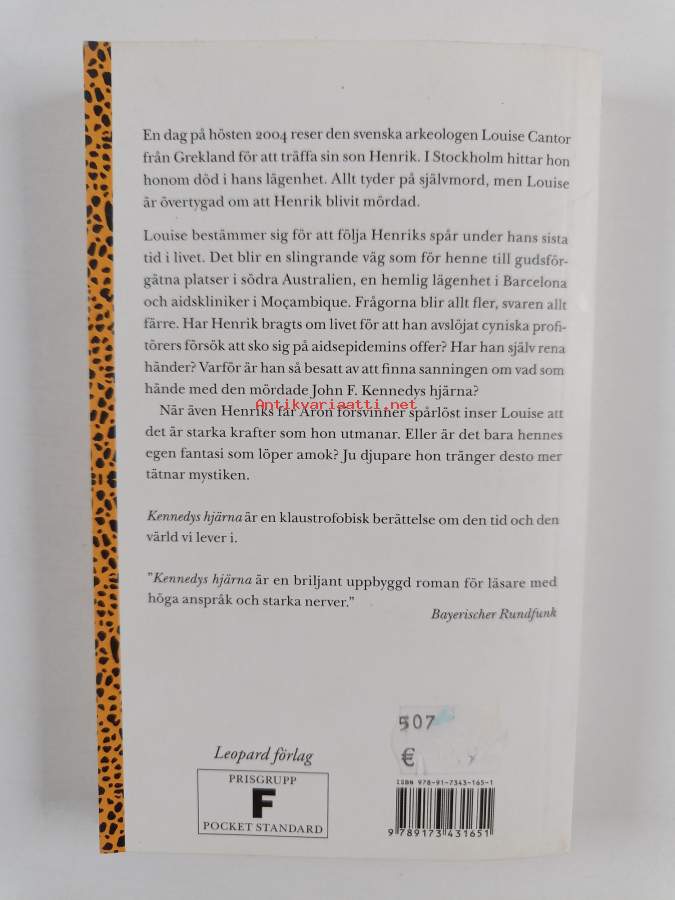 En dag på hösten 2004 reser den svenska arkeologen Louise Cantor
från Grekland för att träffa sin son Henrik. I Stockholm hittar hon
honom död i hans lägenhet. Allt tyder på självmord, men Louise
är övertygad om att Henrik blivit mördad.
Louise bestämmer sig för att följa Henriks spår under hans sista
tid i livet. Det blir en slingrande väg som för henne till gudsför-
gätna platser i södra Australien, en hemlig lägenhet i Barcelona
och aidskliniker i Moçambique. Frågorna blir allt fler, svaren allt
färre. Har Henrik bragts om livet för att han avslöjat cyniska profi-
törers försök att sko sig på aidsepidemins offer? Har han själv rena
händer? Varför är han så besatt av att finna sanningen om vad som
hände med den mördade John F. Kennedys hjärna?
Antikvariaatti.net
När även Henriks far Aron försvinner spårlöst inser Louise att
det är starka krafter som hon utmanar. Eller är det bara hennes
egen fantasi som löper amok? Ju djupare hon tränger desto mer
tätnar mystiken.
Kennedys hjärna är en klaustrofobisk berättelse om den tid och den
värld vi lever i.
"Kennedys hjärna är en briljant uppbyggd roman för läsare med
höga anspråk och starka nerver."
Bayerischer Rundfunk
507
€
Leopard förlag
PRISGRUPP
F
POCKET STANDARD
ISBN 978-91-7343-165-1
9 789173 431651